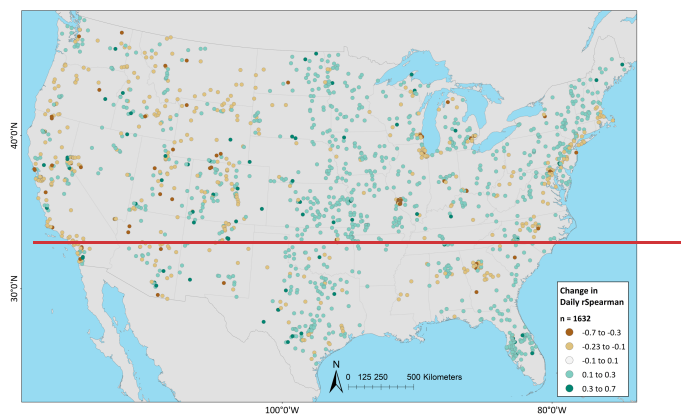 40°0'N
30°0'N
Change in
Daily rSpearman
n = 1632
-0.7 to -0.3
-0.23 to -0.1
-0.1 to 0.1
0.1 to 0.3
0.3 to 0.7
N
0 125 250 500 Kilometers
100°0'W 80°0'W